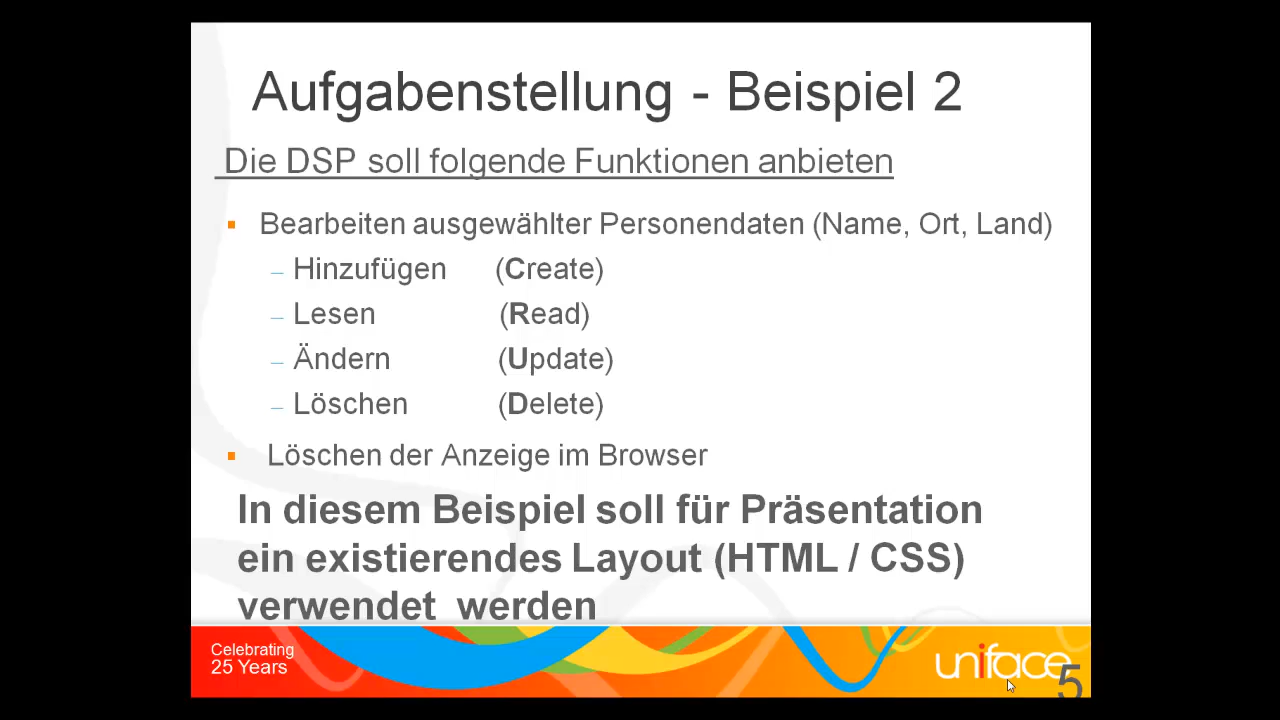 Aufgabenstellung - Beispiel 2
Die DSP soll folgende Funktionen anbieten
▪ Bearbeiten ausgewählter Personendaten (Name, Ort, Land)
– Hinzufügen (Create)
– Lesen (Read)
– Ändern (Update)
– Löschen (Delete)
▪ Löschen der Anzeige im Browser
In diesem Beispiel soll für Präsentation
ein existierendes Layout (HTML / CSS)
verwendet werden
Celebrating
25 Years
uniface
5